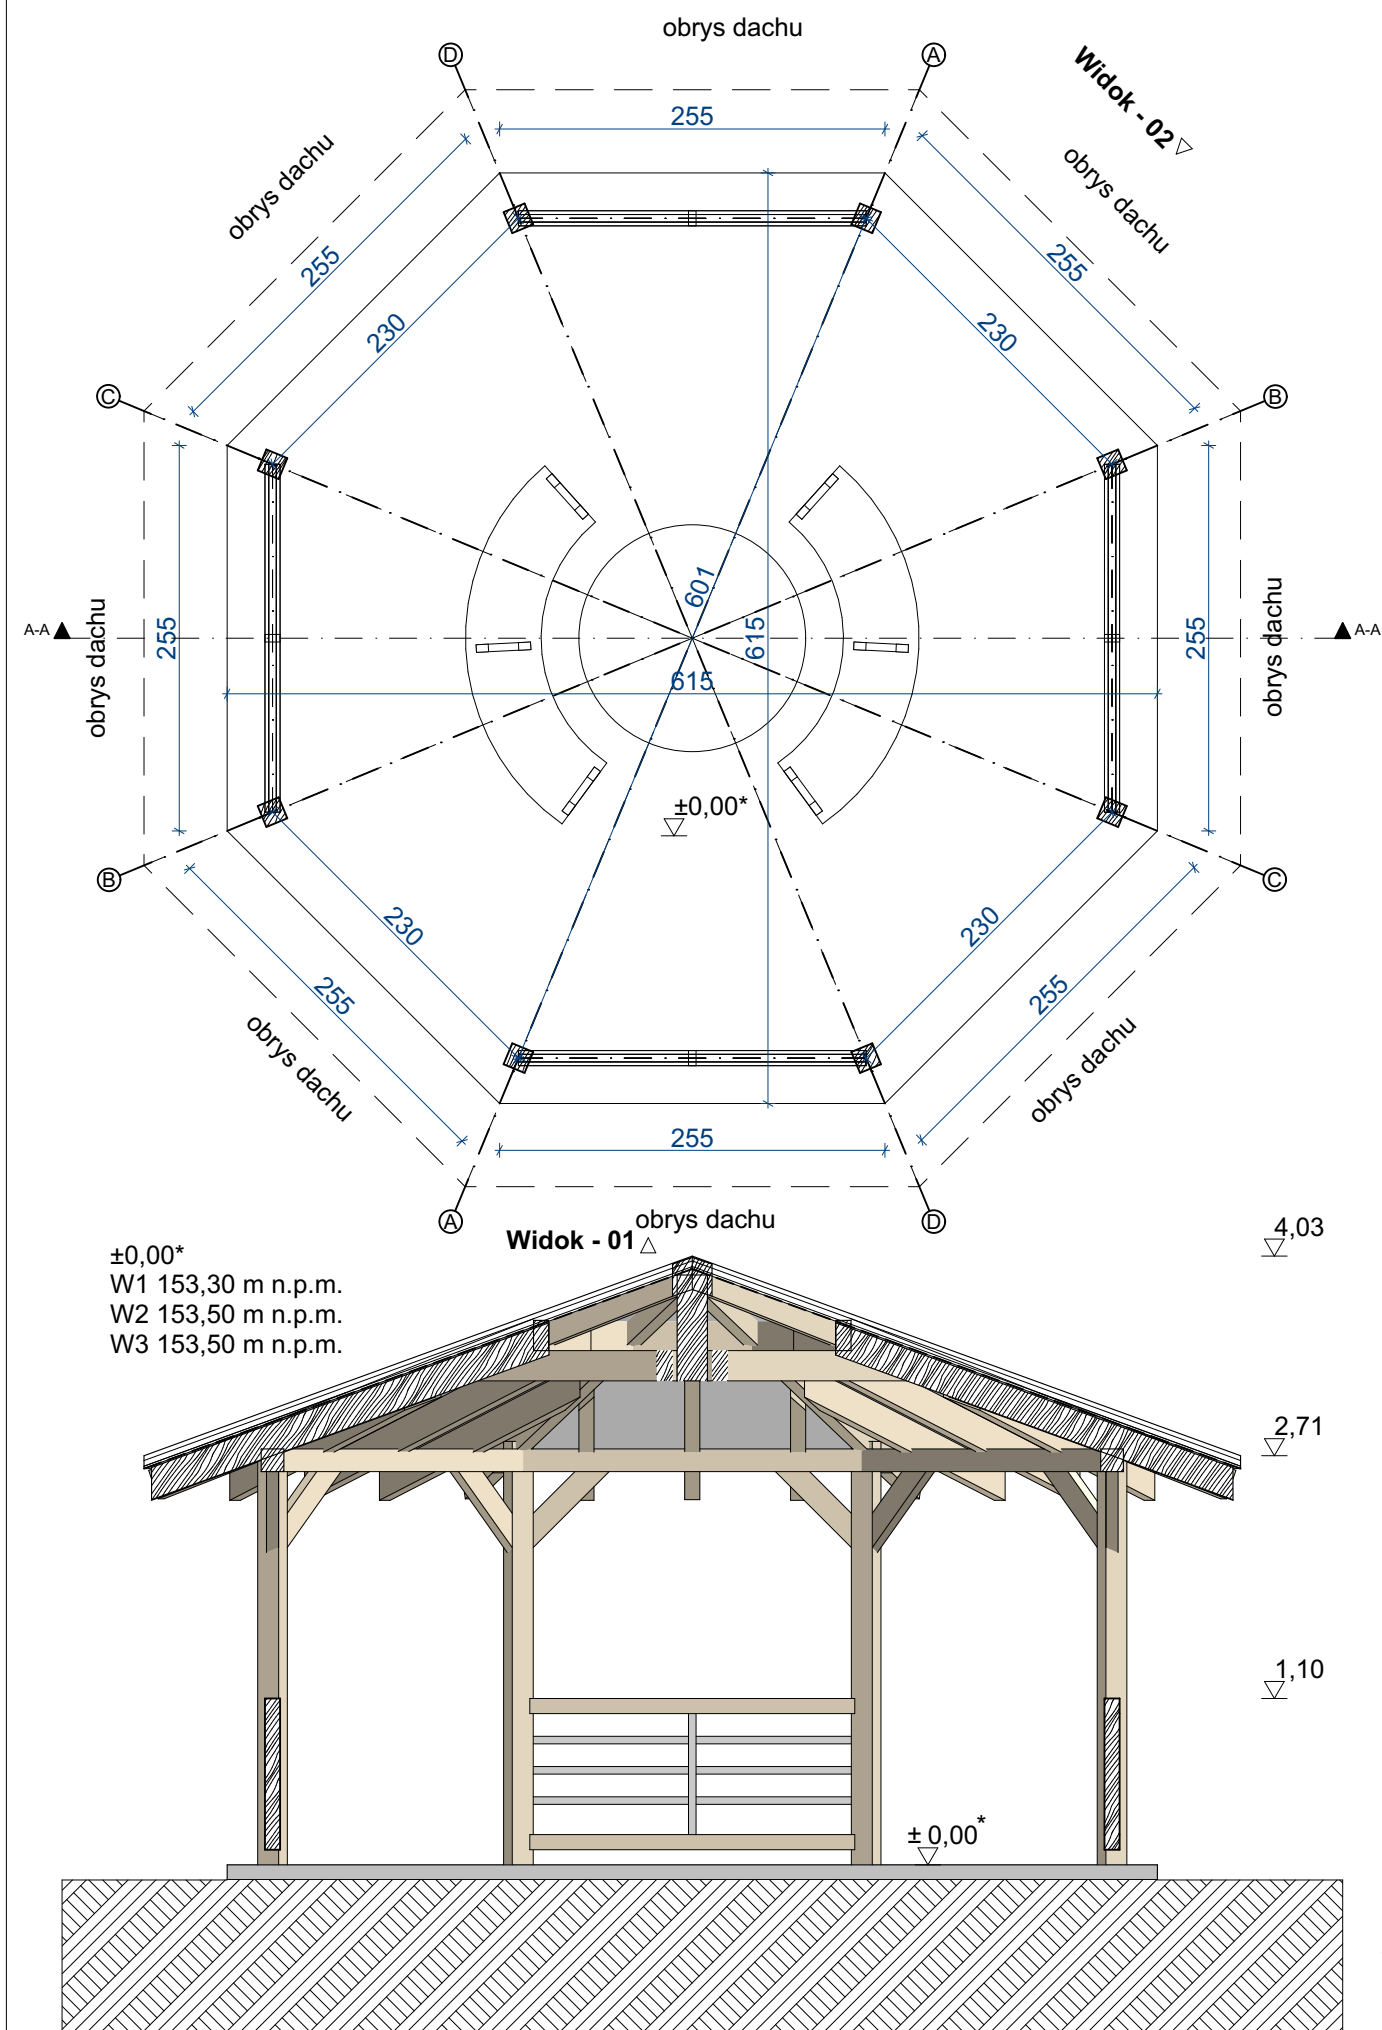 obrys dachu
D
A
Widok - 02
255
obrys dachu
obrys dachu
255
255
230
230
C
B
601
A-A
obrys dachu
255
615
615
255
obrys dachu
A-A
±0,00*
B
C
230
230
255
255
obrys dachu
obrys dachu
255
A
D
obrys dachu
Widok - 01
±0,00*
W1 153,30 m n.p.m.
W2 153,50 m n.p.m.
W3 153,50 m n.p.m.
4,03
2,71
1,10
± 0,00*